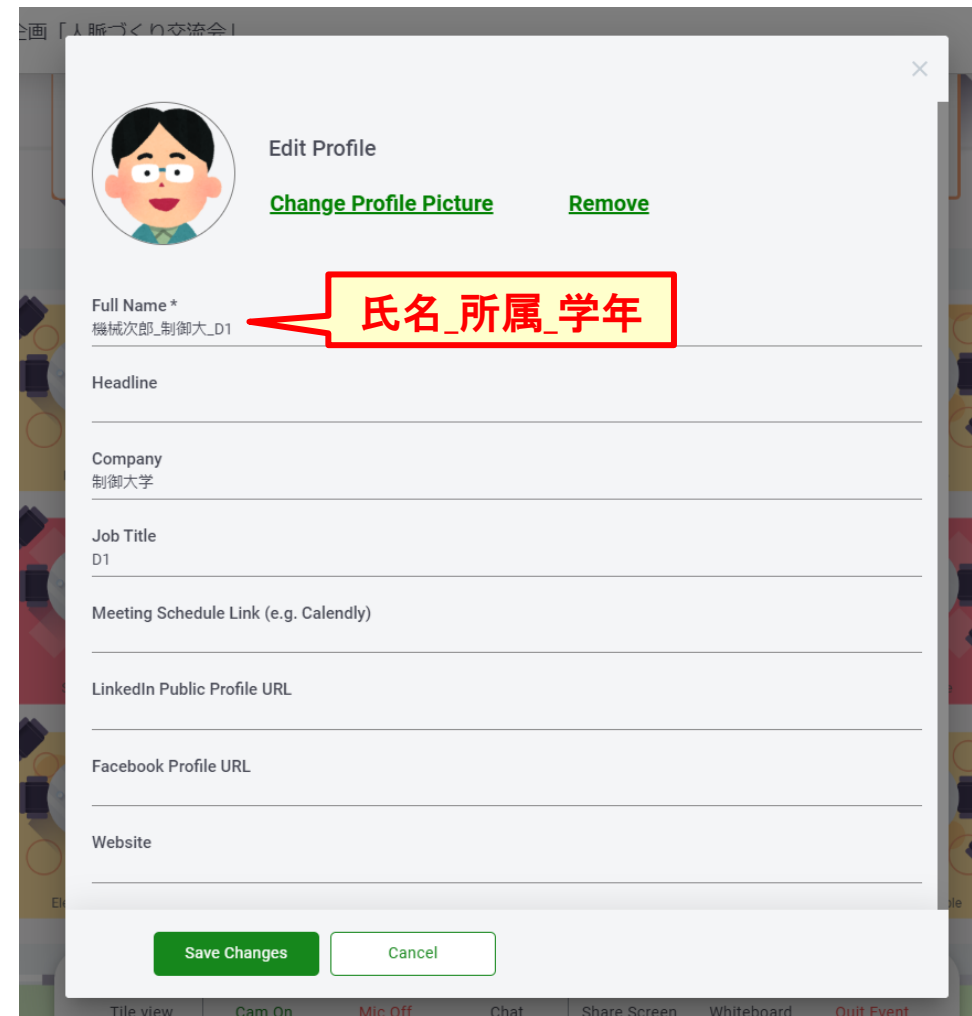 企画「人脈づくり交流会」
×
Edit Profile
Change Profile Picture Remove
Full Name *
機械次郎_制御大_D1
氏名_所属_学年
Headline
Company
制御大学
Job Title
D1
Meeting Schedule Link (e.g. Calendly)
LinkedIn Public Profile URL
Facebook Profile URL
Website
Save Changes Cancel
Tile view Cam On Mic Off Chat Share Screen Whiteboard Quit Event